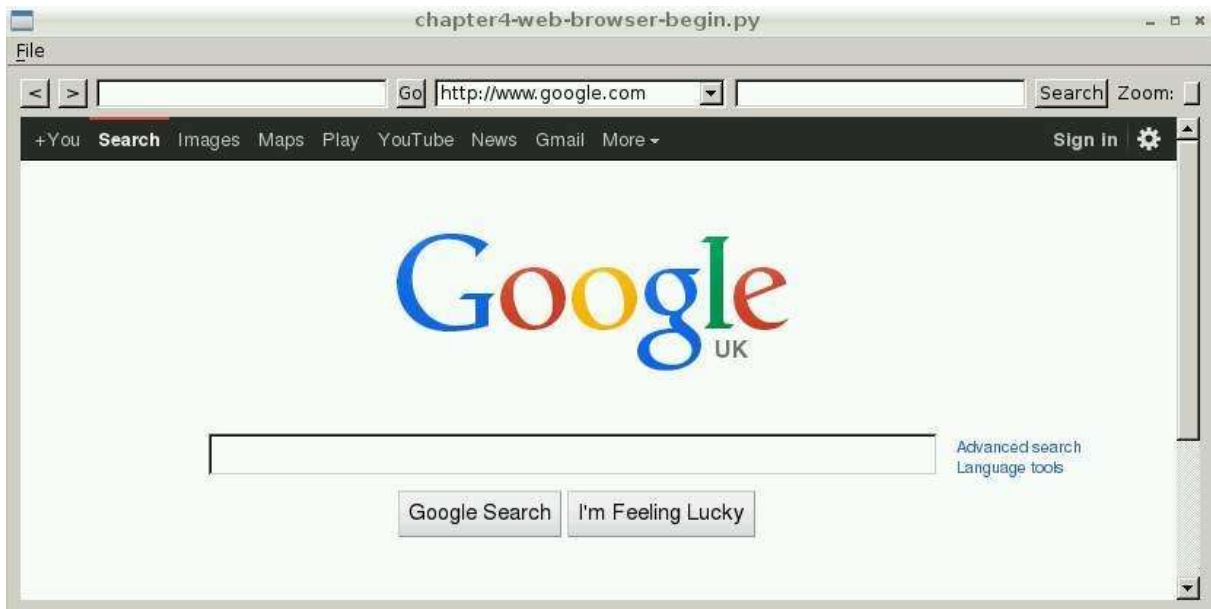 chapter4-web-browser-begin.py
File
< > Go http://www.google.com Search Zoom:
+You Search Images Maps Play YouTube News Gmail More Sign in
Google
UK
Advanced search
Language tools
Google Search I'm Feeling Lucky